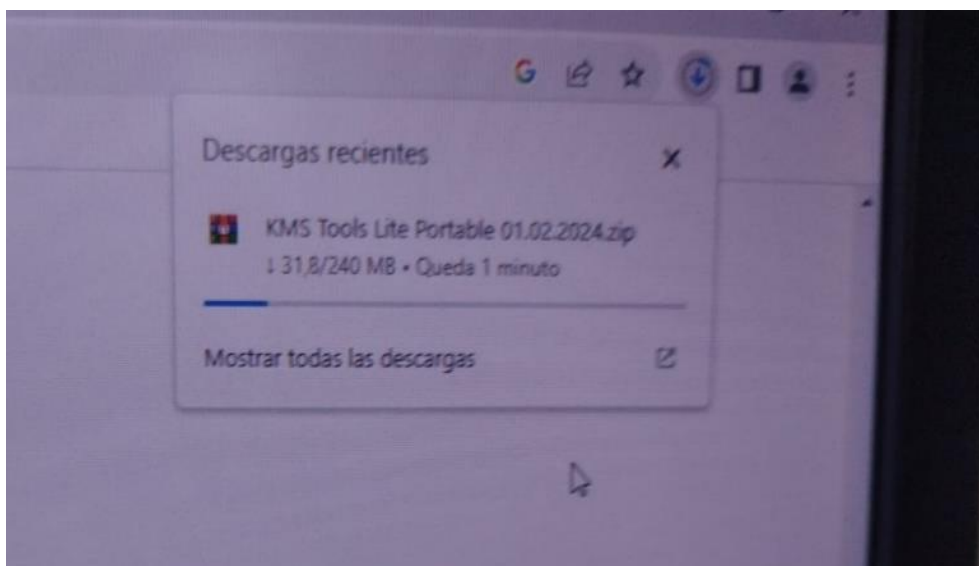 Descargas recientes
KMS Tools Lite Portable 01.02.2024.zip
↓ 31,8/240 MB • Queda 1 minuto
Mostrar todas las descargas